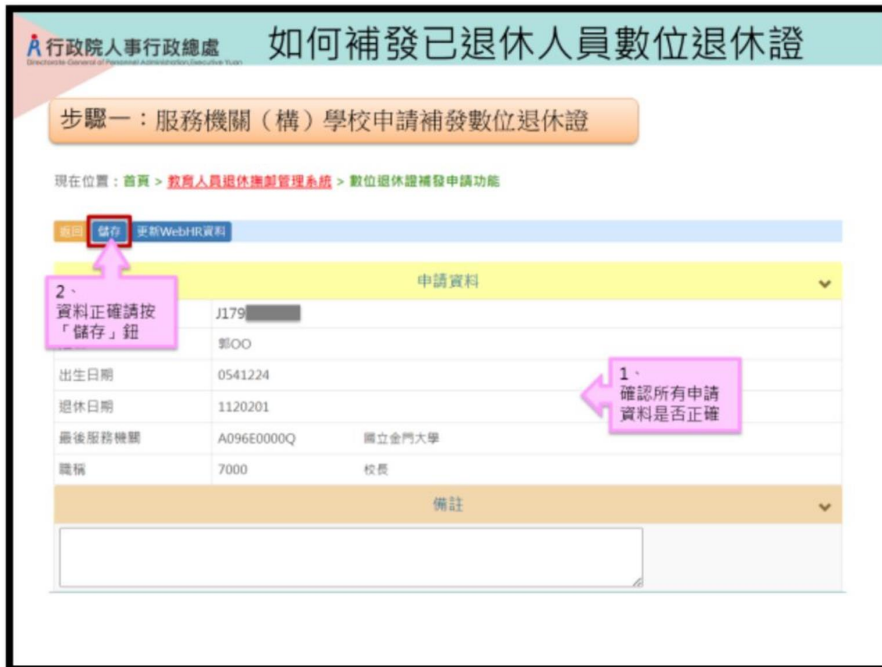 行政院人事行政總處
Directorate-General of Personnel Administration,Executive Yuan
如何補發已退休人員數位退休證
步驟一：服務機關（構）學校申請補發數位退休證
現在位置：首頁 > 教育人員退休撫卹管理系統 > 數位退休證補發申請功能
返回 儲存 更新WebHR資料
申請資料
2、
資料正確請按
「儲存」鈕
J179
郭OO
出生日期 0541224
退休日期 1120201
最後服務機關 A096E0000Q 國立金門大學
職稱 7000 校長
1、
確認所有申請
資料是否正確
備註